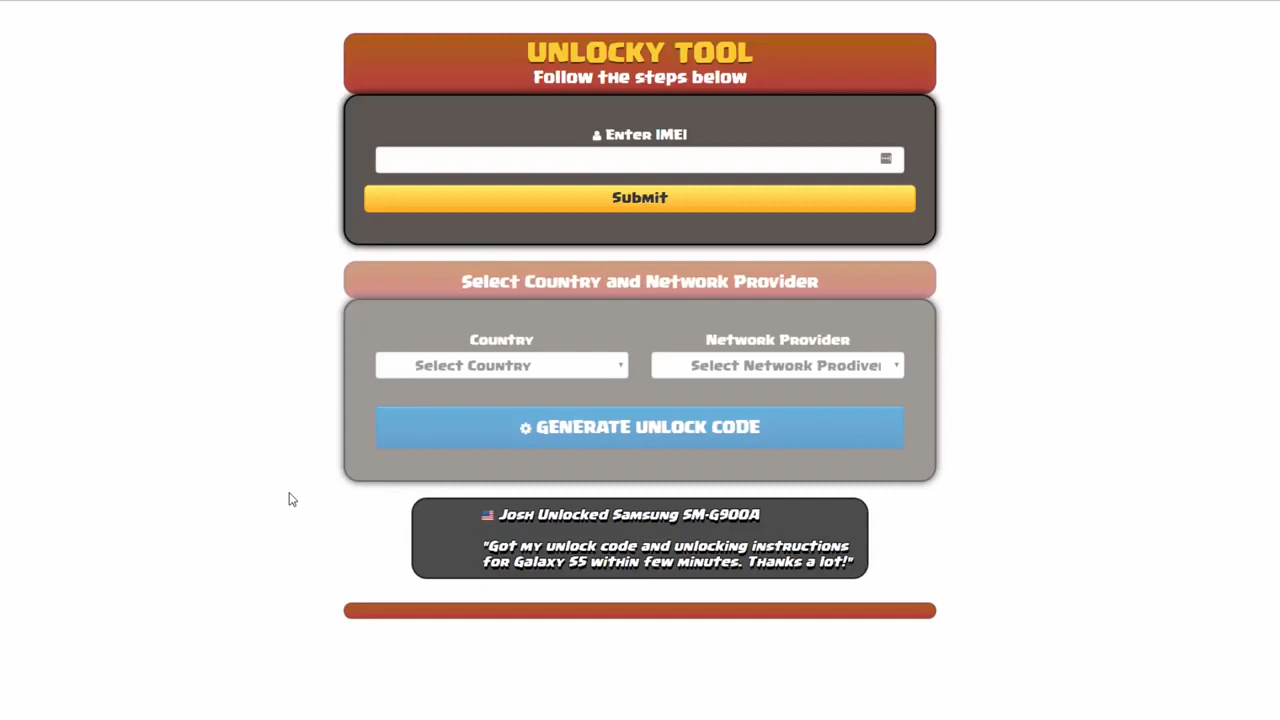 UNLOCKY TOOL
Follow the steps below
Enter IMEI
Submit
Select Country and Network Provider
Country
Network Provider
Select Country
Select Network Prodiver
GENERATE UNLOCK CODE
Josh Unlocked Samsung SM-G900A
"Got my unlock code and unlocking instructions
for Galaxy S5 within few minutes. Thanks a lot!"